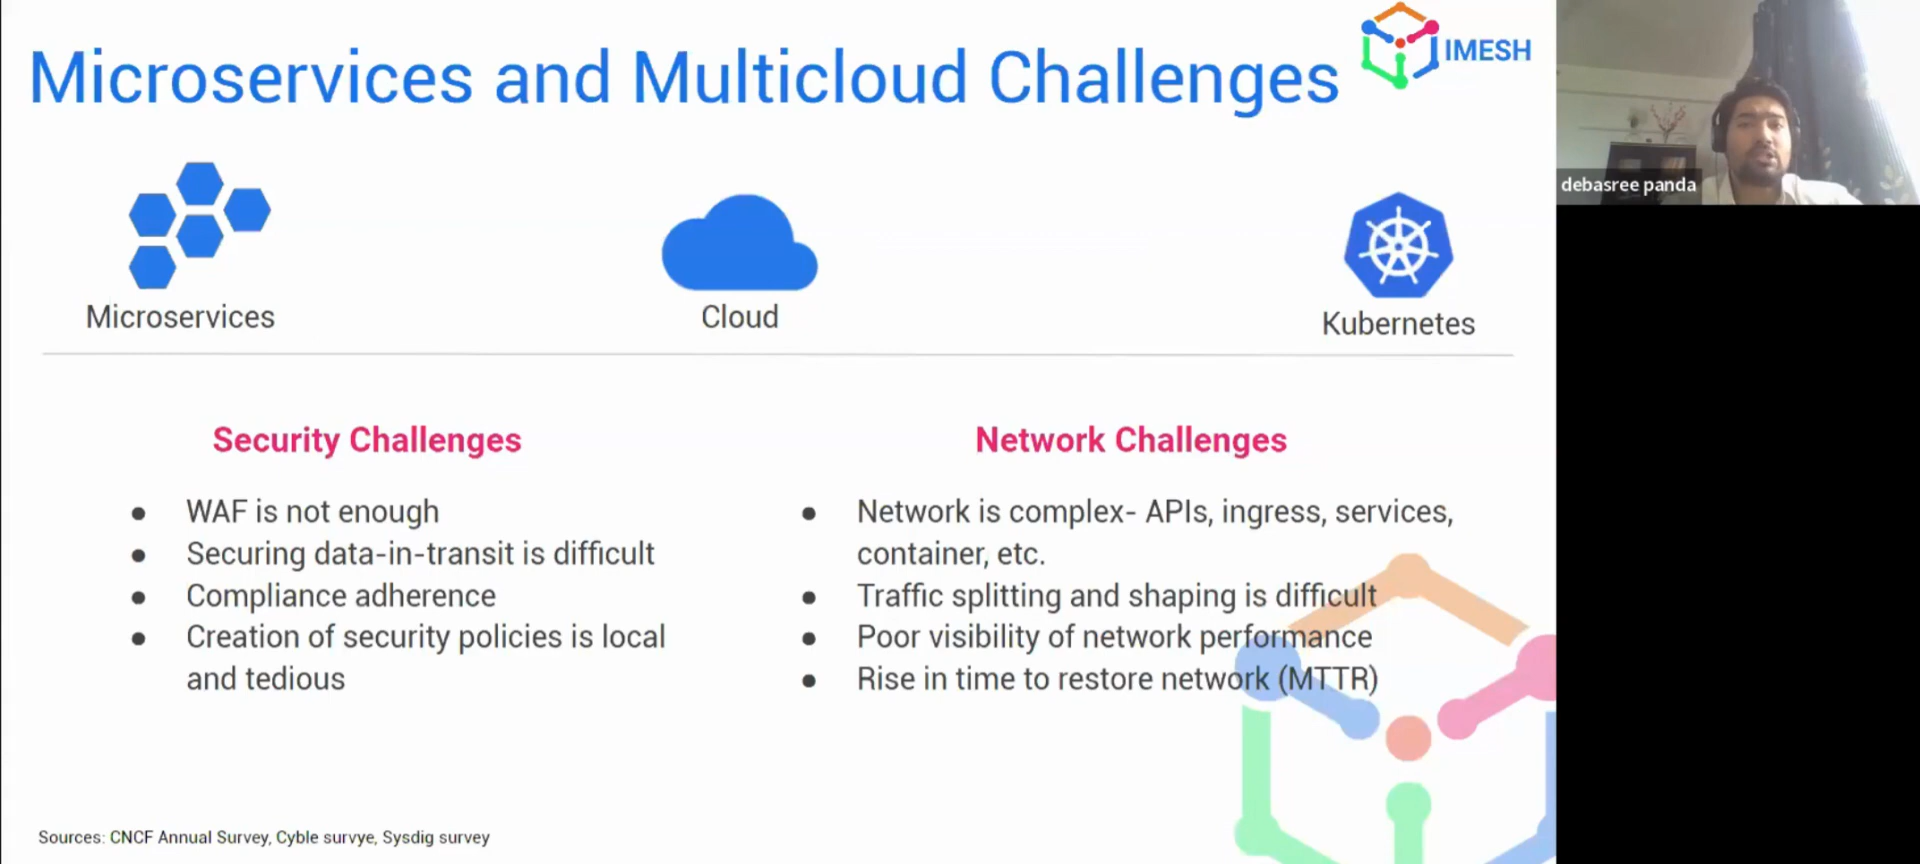 Microservices and Multicloud Challenges
IMESH
debasree panda
Microservices
Cloud
Kubernetes
Security Challenges
● WAF is not enough
● Securing data-in-transit is difficult
● Compliance adherence
● Creation of security policies is local
and tedious
Network Challenges
● Network is complex- APIs, ingress, services,
container, etc.
● Traffic splitting and shaping is difficult
● Poor visibility of network performance
● Rise in time to restore network (MTTR)
Sources: CNCF Annual Survey, Cyble survye, Sysdig survey